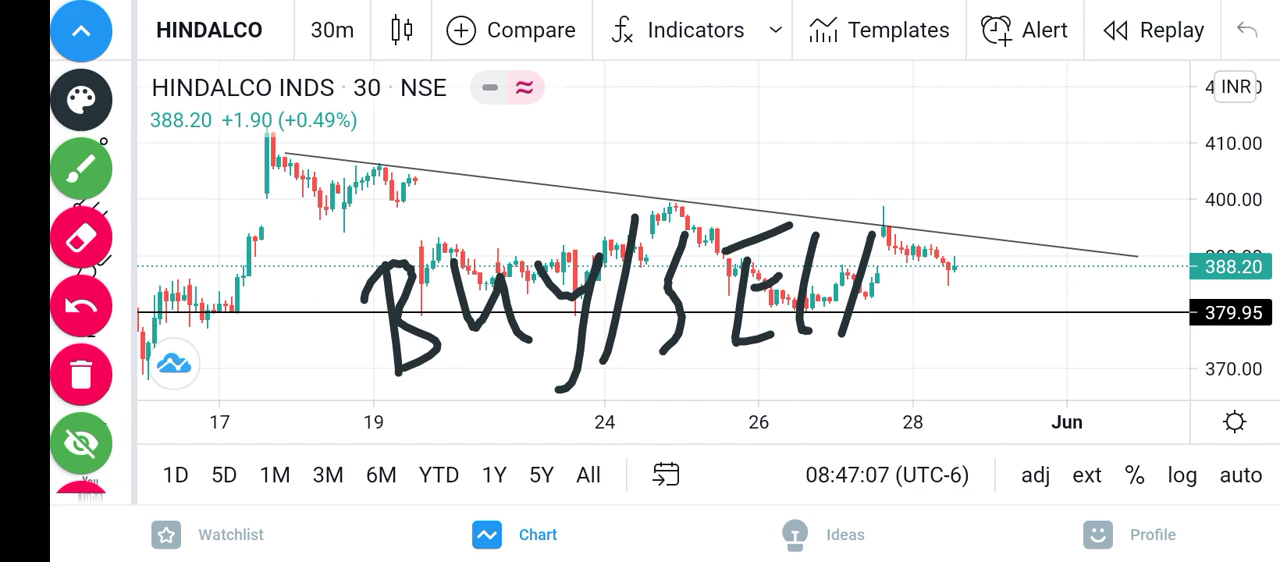 HINDALCO 30m Compare Indicators Templates Alert Replay
HINDALCO INDS · 30 · NSE
INR
388.20 +1.90 (+0.49%)
410.00
400.00
388.20
379.95
370.00
BUY/SELL
17 19 24 26 28 Jun
1D 5D 1M 3M 6M YTD 1Y 5Y All 08:47:07 (UTC-6) adj ext % log auto
Watchlist Chart Ideas Profile